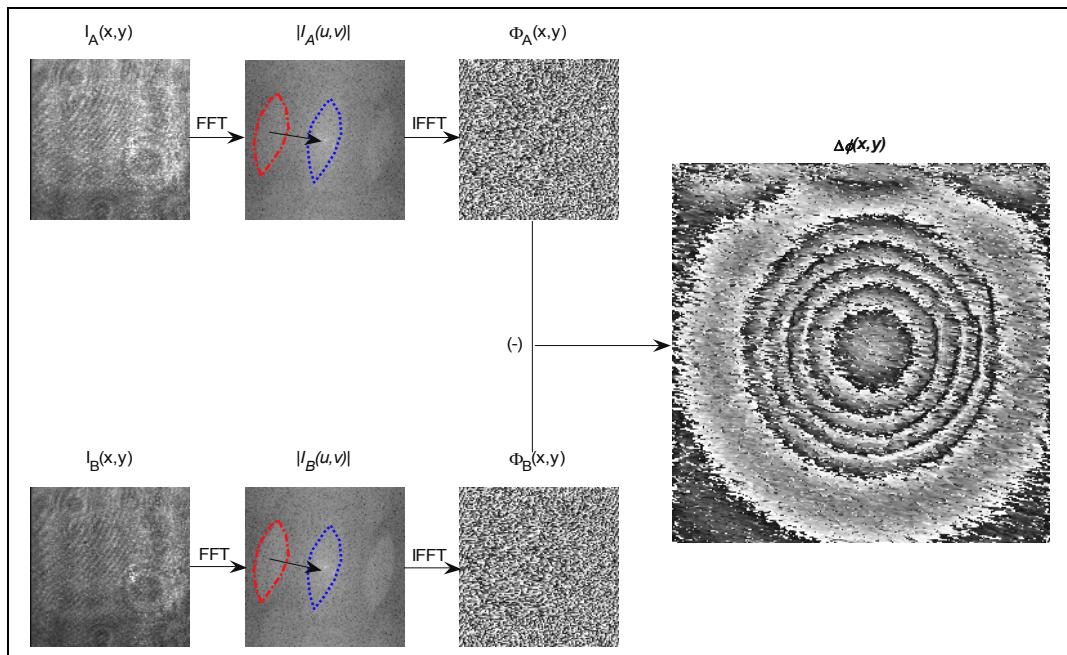 I_A(x,y)
|I_A(u,v)|
Φ_A(x,y)
FFT
IFFT
Δϕ(x,y)
(-)
I_B(x,y)
|I_B(u,v)|
Φ_B(x,y)
FFT
IFFT